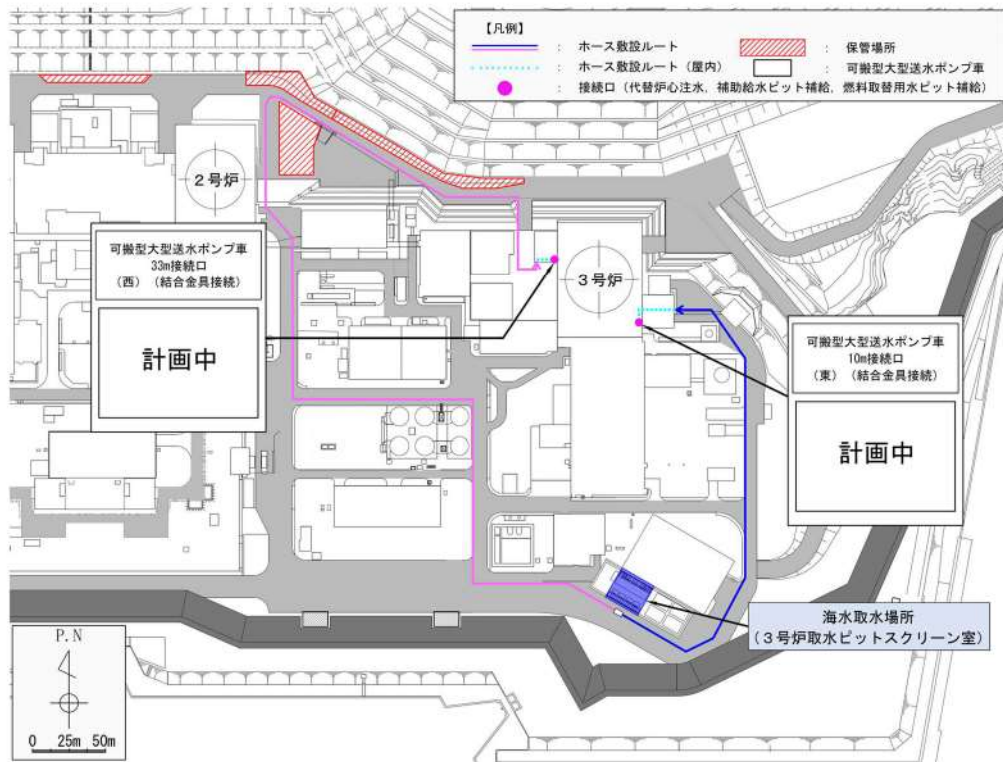 【凡例】
: ホース敷設ルート
: 保管場所
: ホース敷設ルート（屋内）
: 可搬型大型送水ポンプ車
: 接続口（代替炉心注水，補助給水ピット補給，燃料取替用水ピット補給）
2号炉
可搬型大型送水ポンプ車
33m接続口
（西）（結合金具接続）
計画中
3号炉
可搬型大型送水ポンプ車
10m接続口
（東）（結合金具接続）
計画中
海水取水場所
（3号炉取水ピットスクリーン室）
P.N
0 25m 50m